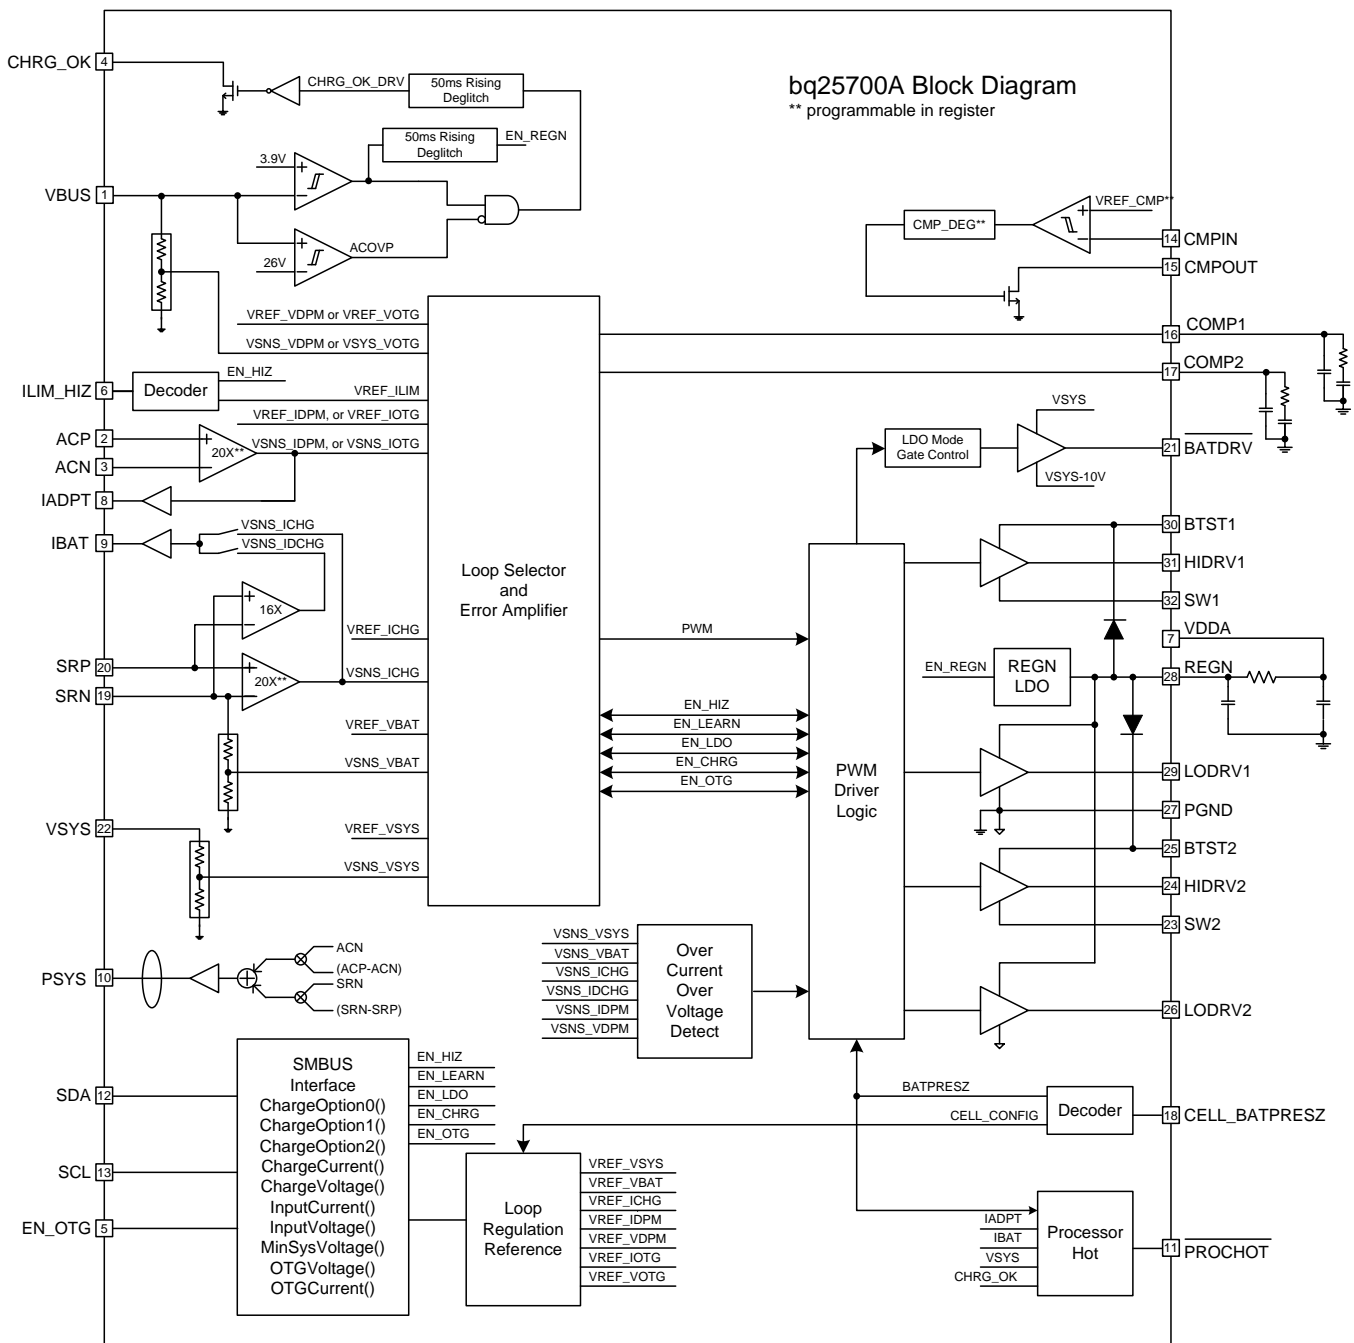 bq25700A Block Diagram
** programmable in register
CHRG_OK
4
CHRG_OK_DRV
50ms Rising
Deglitch
50ms Rising
Deglitch
EN_REGN
3.9V
+
−
VBUS
1
+
26V
−
ACOVP
CMP_DEG**
VREF_CMP**
+
−
14
CMPIN
15
CMPOUT
VREF_VDPM or VREF_VOTG
VSNS_VDPM or VSYS_VOTG
16
COMP1
17
COMP2
ILIM_HIZ
6
Decoder
EN_HIZ
VREF_ILIM
VREF_IDPM, or VREF_IOTG
ACP
2
+
20X**
VSNS_IDPM, or VSNS_IOTG
ACN
3
−
IADPT
8
LDO Mode
Gate Control
VSYS
VSYS-10V
21
BATDRV
IBAT
9
VSNS_ICHG
VSNS_IDCHG
Loop Selector
and
Error Amplifier
30
BTST1
31
HIDRV1
32
SW1
+
16X
−
VREF_ICHG
PWM
7
VDDA
SRP
20
+
20X**
−
VSNS_ICHG
EN_REGN
REGN
LDO
28
REGN
SRN
19
VREF_VBAT
VSNS_VBAT
EN_HIZ
EN_LEARN
EN_LDO
EN_CHRG
EN_OTG
PWM
Driver
Logic
29
LODRV1
27
PGND
VSYS
22
VREF_VSYS
VSNS_VSYS
25
BTST2
24
HIDRV2
23
SW2
PSYS
10
ACN
(ACP-ACN)
SRN
(SRN-SRP)
VSNS_VSYS
VSNS_VBAT
VSNS_ICHG
VSNS_IDCHG
VSNS_IDPM
VSNS_VDPM
Over
Current
Over
Voltage
Detect
26
LODRV2
SDA
12
SCL
13
EN_OTG
5
SMBUS
Interface
ChargeOption0()
ChargeOption1()
ChargeOption2()
ChargeCurrent()
ChargeVoltage()
InputCurrent()
InputVoltage()
MinSysVoltage()
OTGVoltage()
OTGCurrent()
EN_HIZ
EN_LEARN
EN_LDO
EN_CHRG
EN_OTG
BATPRESZ
CELL_CONFIG
Decoder
18
CELL_BATPRESZ
Loop
Regulation
Reference
VREF_VSYS
VREF_VBAT
VREF_ICHG
VREF_IDPM
VREF_VDPM
VREF_IOTG
VREF_VOTG
IADPT
IBAT
VSYS
CHRG_OK
Processor
Hot
11
PROCHOT